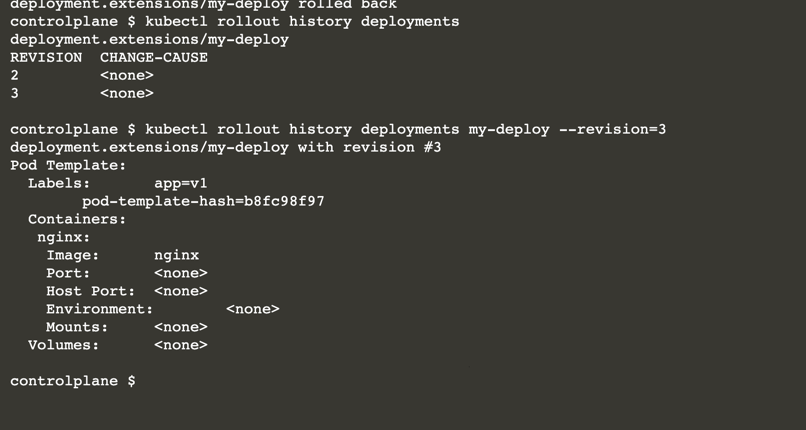 deployment.extensions/my-deploy rolled back
controlplane $ kubectl rollout history deployments
deployment.extensions/my-deploy
REVISION  CHANGE-CAUSE
2         <none>
3         <none>

controlplane $ kubectl rollout history deployments my-deploy --revision=3
deployment.extensions/my-deploy with revision #3
Pod Template:
  Labels:       app=v1
        pod-template-hash=b8fc98f97
  Containers:
   nginx:
    Image:      nginx
    Port:       <none>
    Host Port:  <none>
    Environment:        <none>
    Mounts:     <none>
  Volumes:      <none>

controlplane $